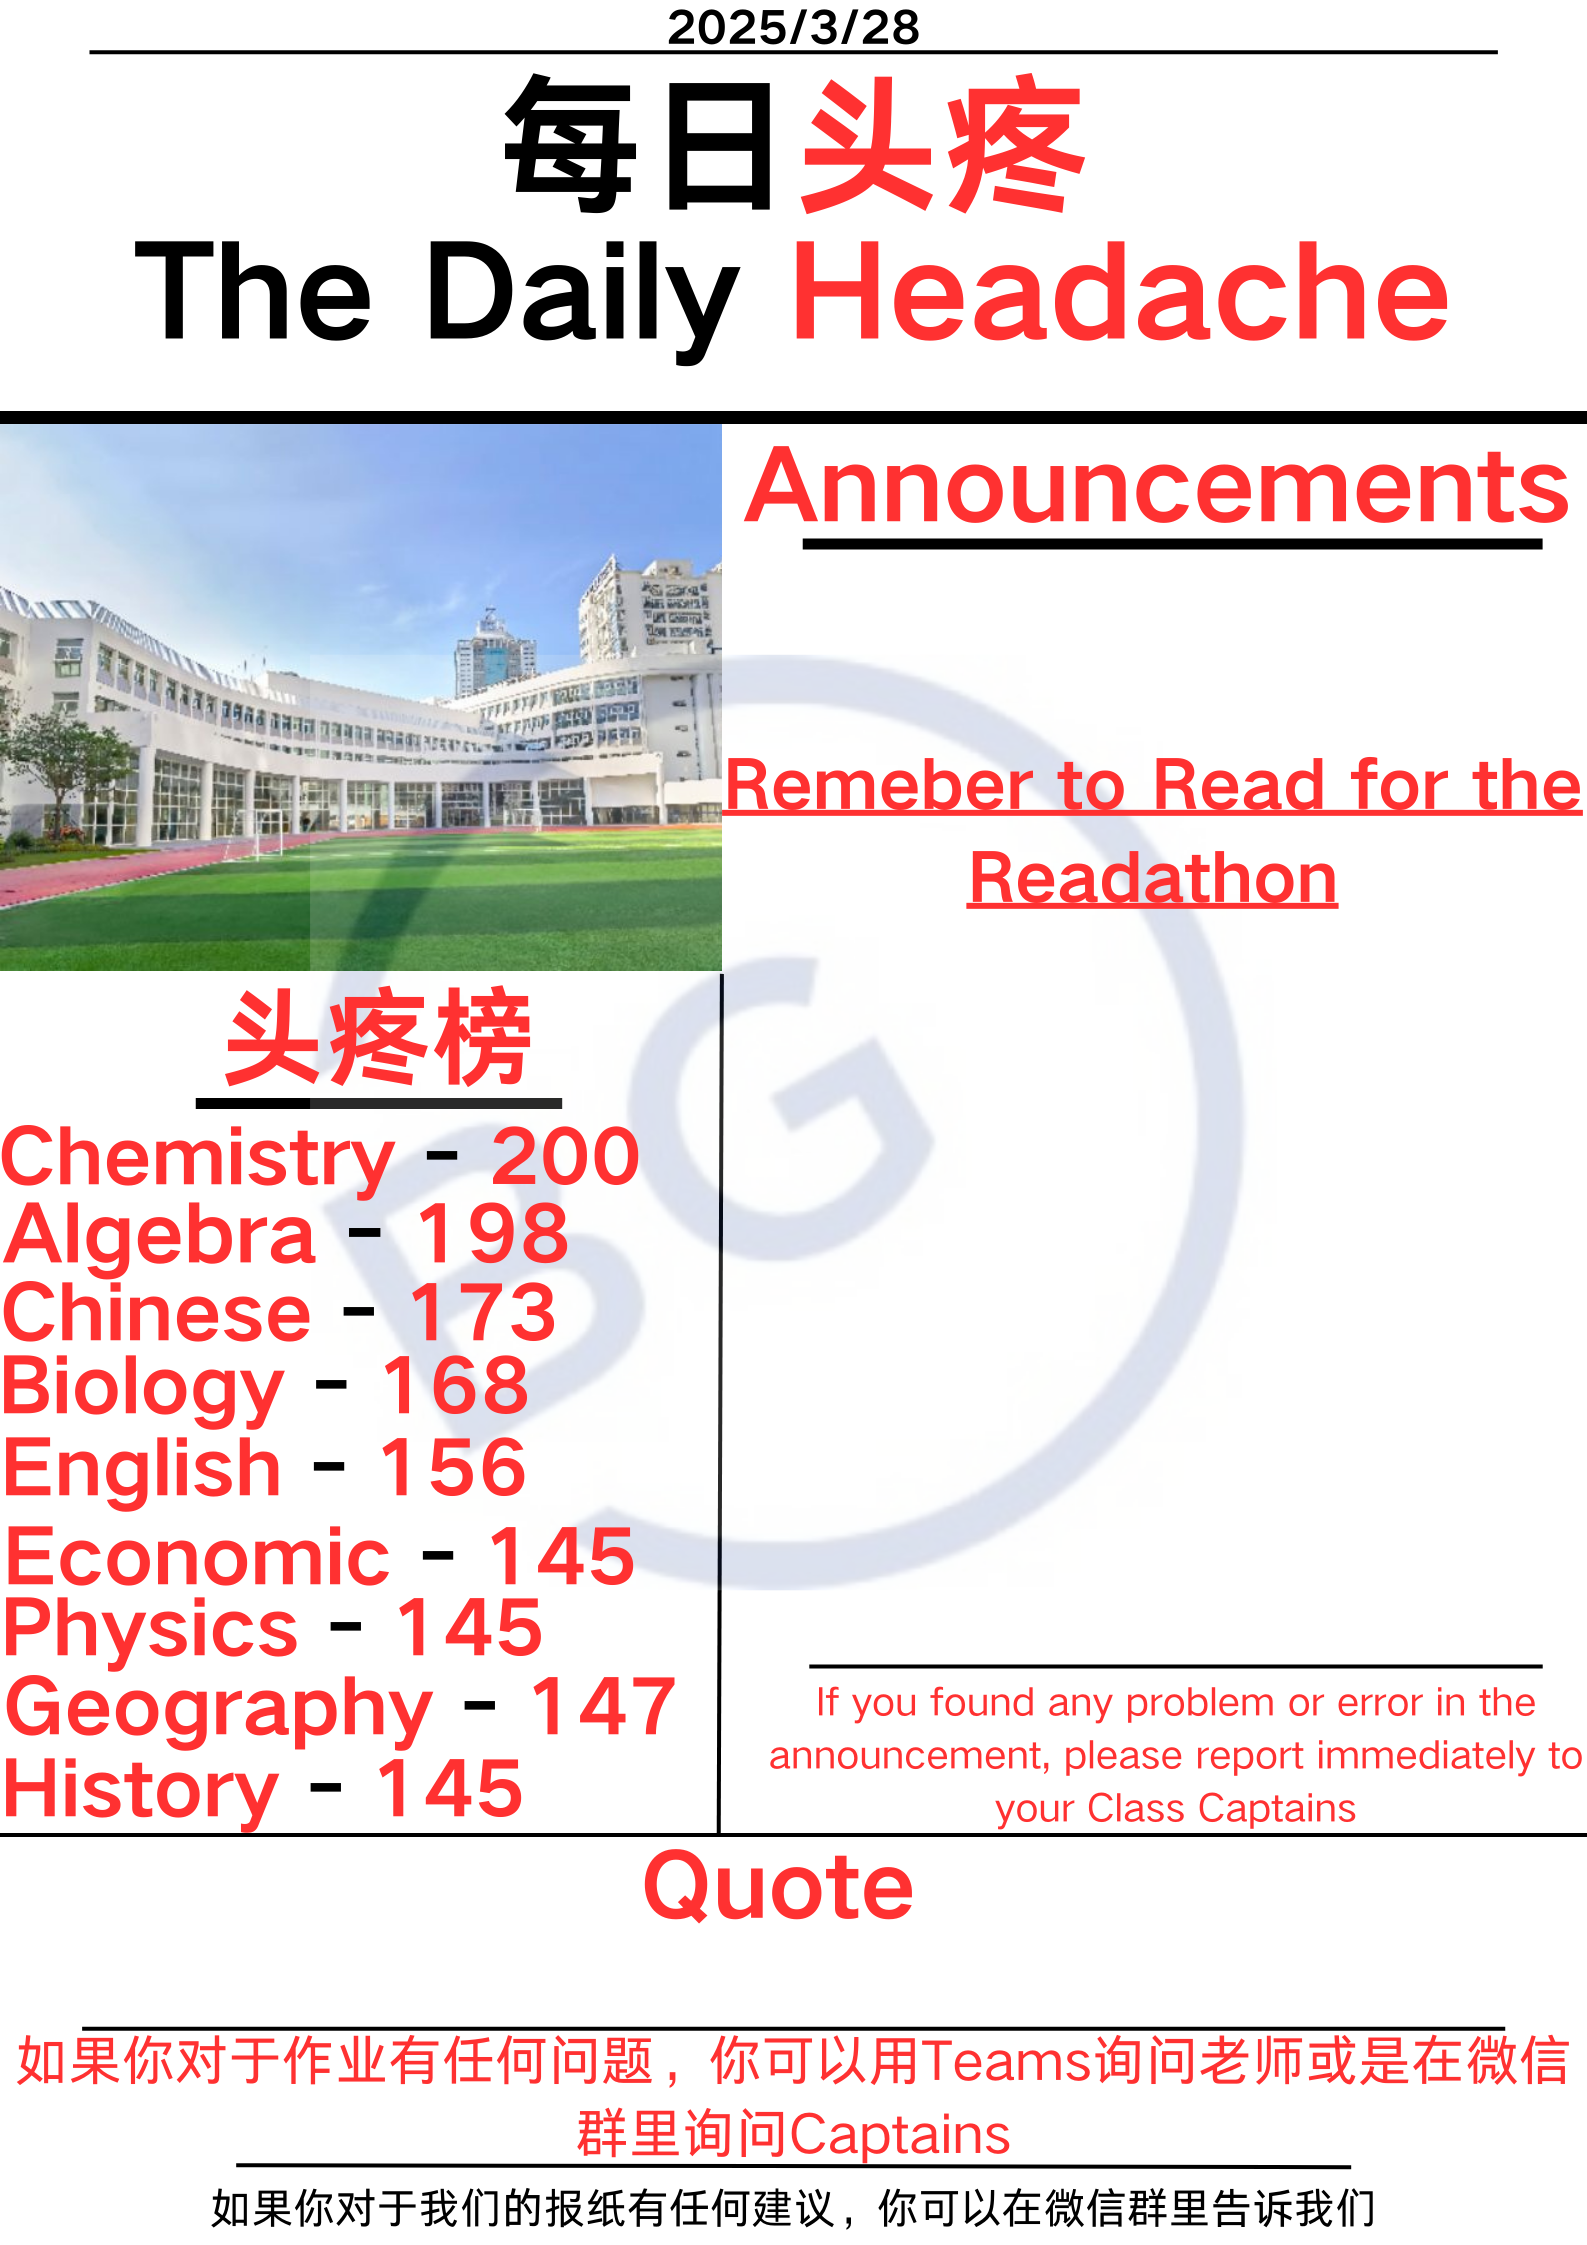 2025/3/28
每日头疼
The Daily Headache
Announcements
Remeber to Read for the
Readathon
头疼榜
Chemistry - 200
Algebra - 198
Chinese - 173
Biology - 168
English - 156
Economic - 145
Physics - 145
Geography - 147
History - 145
BG
If you found any problem or error in the
announcement, please report immediately to
your Class Captains
Quote
如果你对于作业有任何问题，你可以用Teams询问老师或是在微信
群里询问Captains
如果你对于我们的报纸有任何建议，你可以在微信群里告诉我们